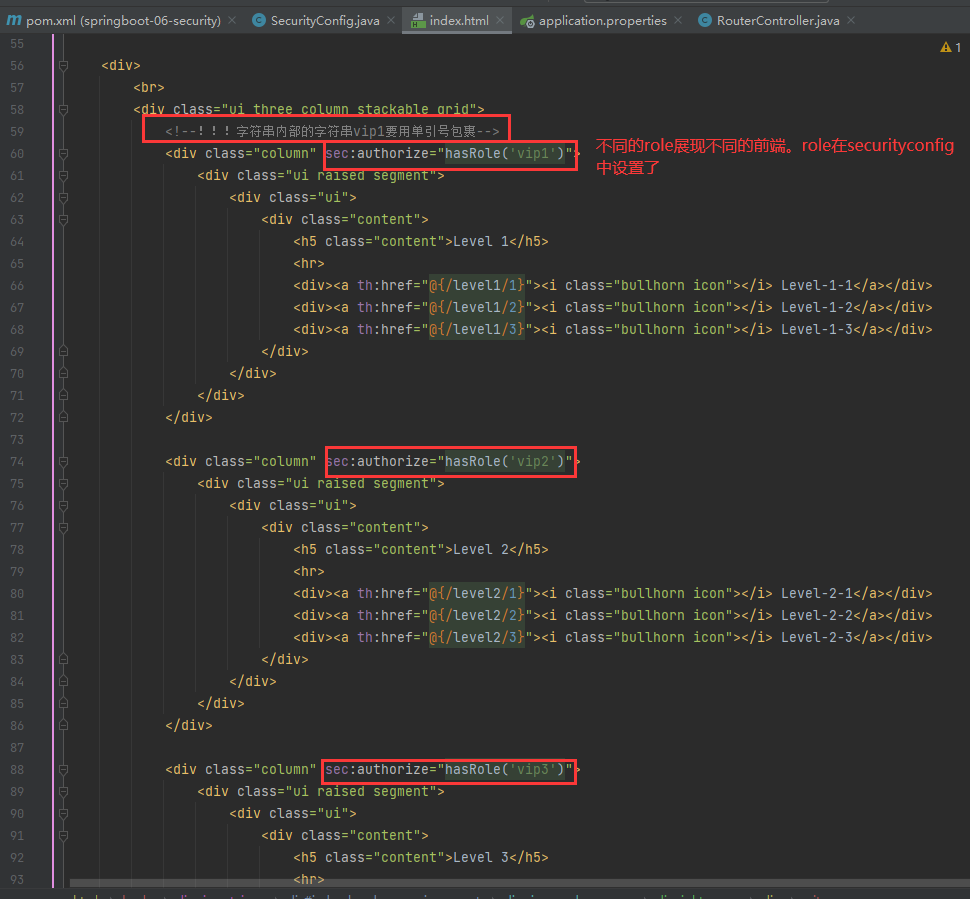 pom.xml (springboot-06-security) SecurityConfig.java index.html application.properties RouterController.java
55
1
56 <div>
57 <br>
58 <div class="ui three column stackable grid">
59 <!--！！！字符串内部的字符串vip1要用单引号包裹-->
60 <div class="column" sec:authorize="hasRole('vip1')">
不同的role展现不同的前端。role在securityconfig
中设置了
61 <div class="ui raised segment">
62 <div class="ui">
63 <div class="content">
64 <h5 class="content">Level 1</h5>
65 <hr>
66 <div><a th:href="@{/level1/1}"><i class="bullhorn icon"></i> Level-1-1</a></div>
67 <div><a th:href="@{/level1/2}"><i class="bullhorn icon"></i> Level-1-2</a></div>
68 <div><a th:href="@{/level1/3}"><i class="bullhorn icon"></i> Level-1-3</a></div>
69 </div>
70 </div>
71 </div>
72 </div>
73
74 <div class="column" sec:authorize="hasRole('vip2')">
75 <div class="ui raised segment">
76 <div class="ui">
77 <div class="content">
78 <h5 class="content">Level 2</h5>
79 <hr>
80 <div><a th:href="@{/level2/1}"><i class="bullhorn icon"></i> Level-2-1</a></div>
81 <div><a th:href="@{/level2/2}"><i class="bullhorn icon"></i> Level-2-2</a></div>
82 <div><a th:href="@{/level2/3}"><i class="bullhorn icon"></i> Level-2-3</a></div>
83 </div>
84 </div>
85 </div>
86 </div>
87
88 <div class="column" sec:authorize="hasRole('vip3')">
89 <div class="ui raised segment">
90 <div class="ui">
91 <div class="content">
92 <h5 class="content">Level 3</h5>
93 <hr>